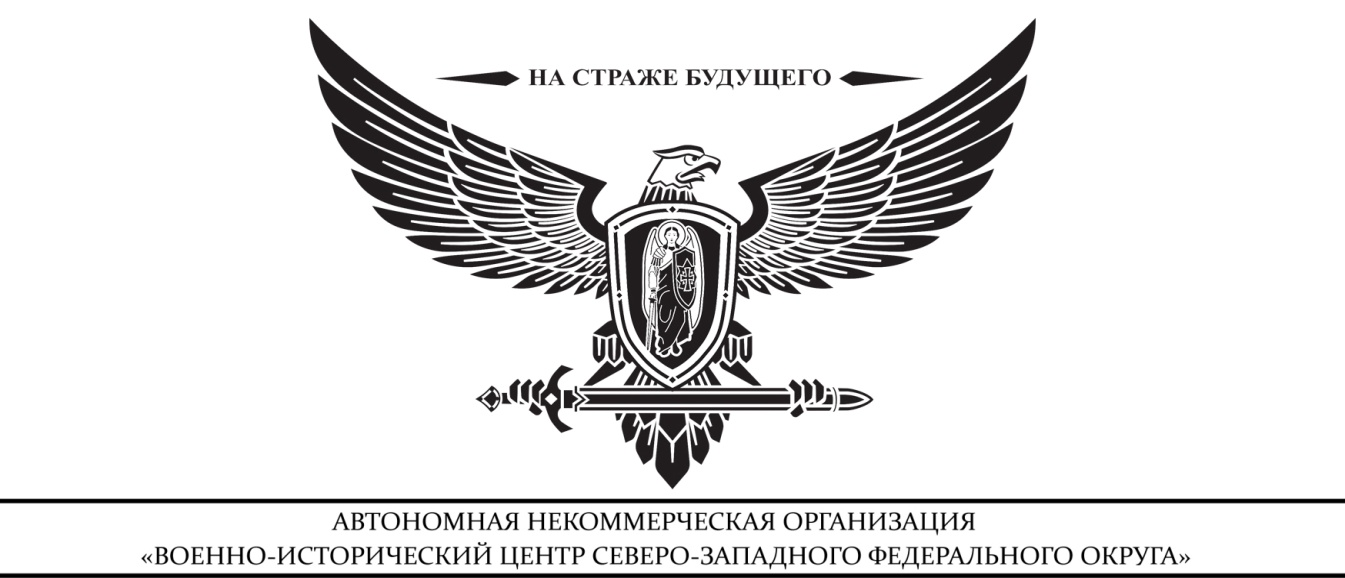 НА СТРАЖЕ БУДУЩЕГО
АВТОНОМНАЯ НЕКОММЕРЧЕСКАЯ ОРГАНИЗАЦИЯ
«ВОЕННО-ИСТОРИЧЕСКИЙ ЦЕНТР СЕВЕРО-ЗАПАДНОГО ФЕДЕРАЛЬНОГО ОКРУГА»